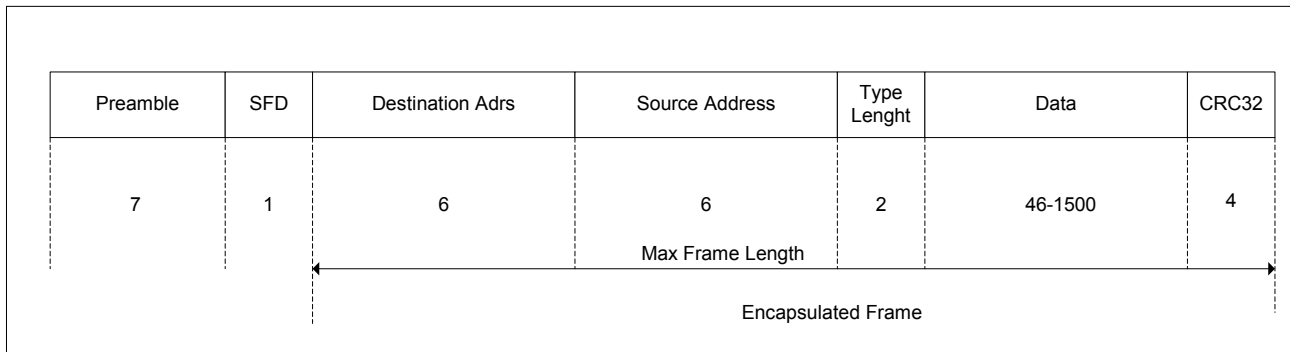 Preamble SFD Destination Adrs Source Address Type Lenght Data CRC32
7 1 6 6 2 46-1500 4
Max Frame Length
Encapsulated Frame